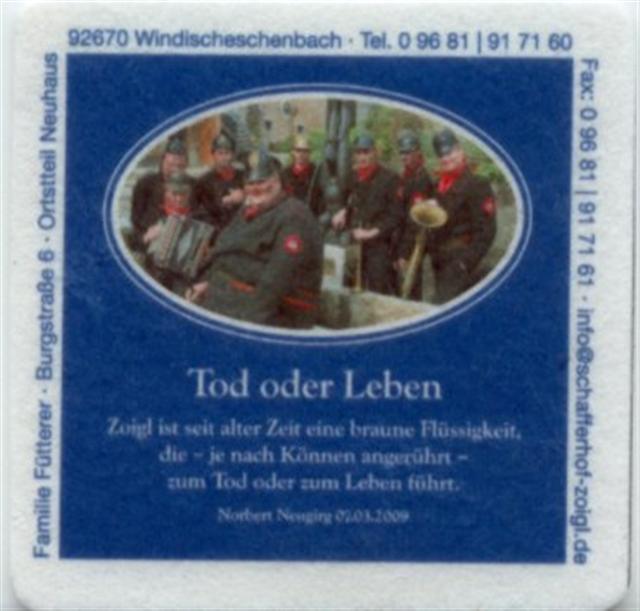 92670 Windischeschenbach · Tel. 0 96 81 | 91 71 60
Fax: 0 96 81 | 91 71 61 · info@schafferhof-zoigl.de
Familie Fütterer · Burgstraße 6 · Ortstteil Neuhaus
Tod oder Leben
Zoigl ist seit alter Zeit eine braune Flüssigkeit,
die – je nach Können angerührt –
zum Tod oder zum Leben führt.
Norbert Neugirg 02.03.2009